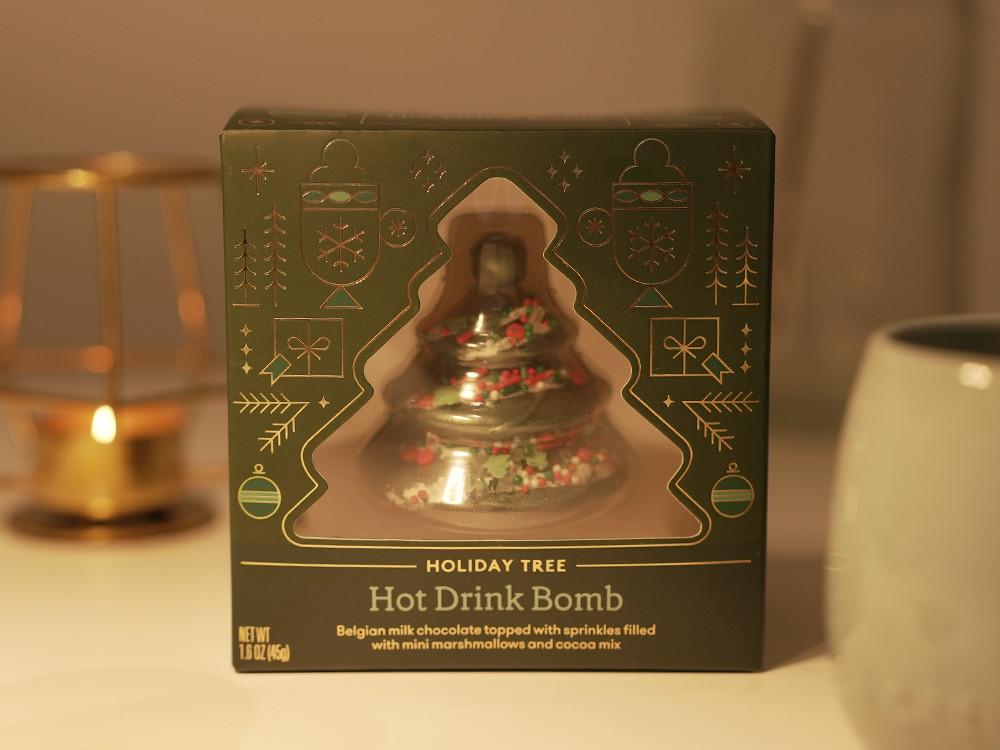 HOLIDAY TREE
Hot Drink Bomb
Belgian milk chocolate topped with sprinkles filled
with mini marshmallows and cocoa mix
NET WT
1.6 OZ (45g)